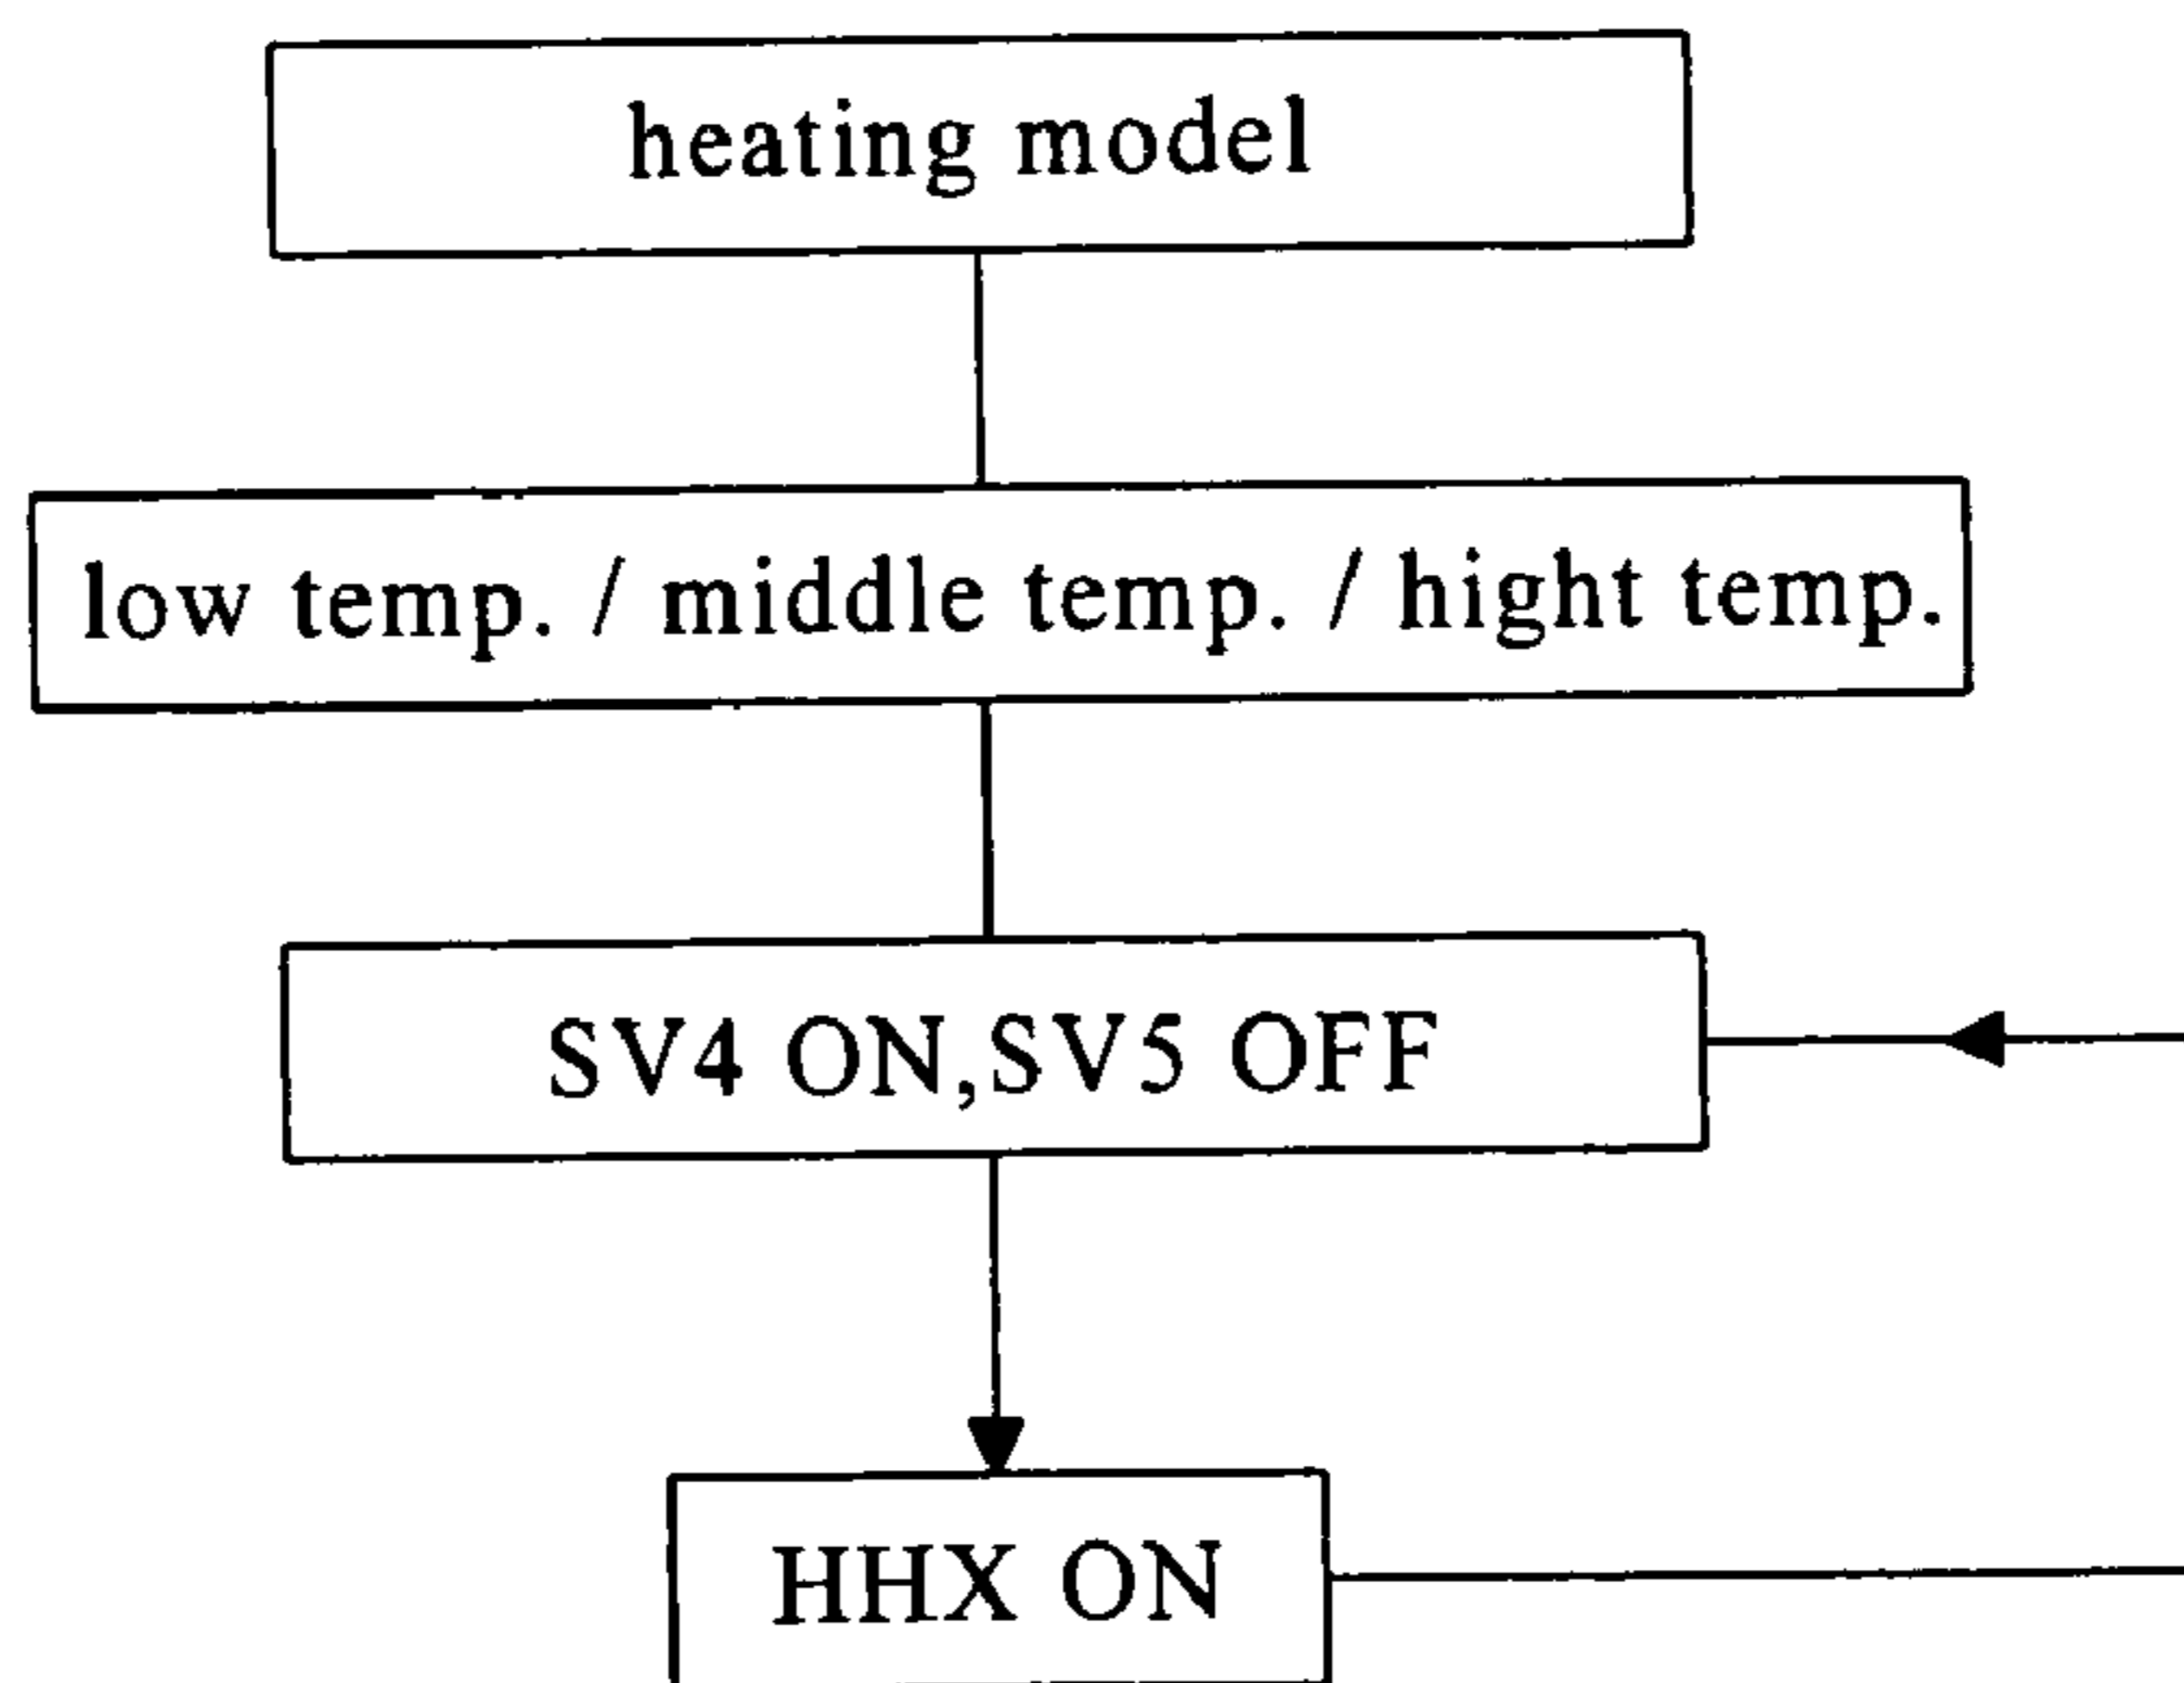 heating model
low temp. / middle temp. / hight temp.
SV4 ON,SV5 OFF
HHX ON